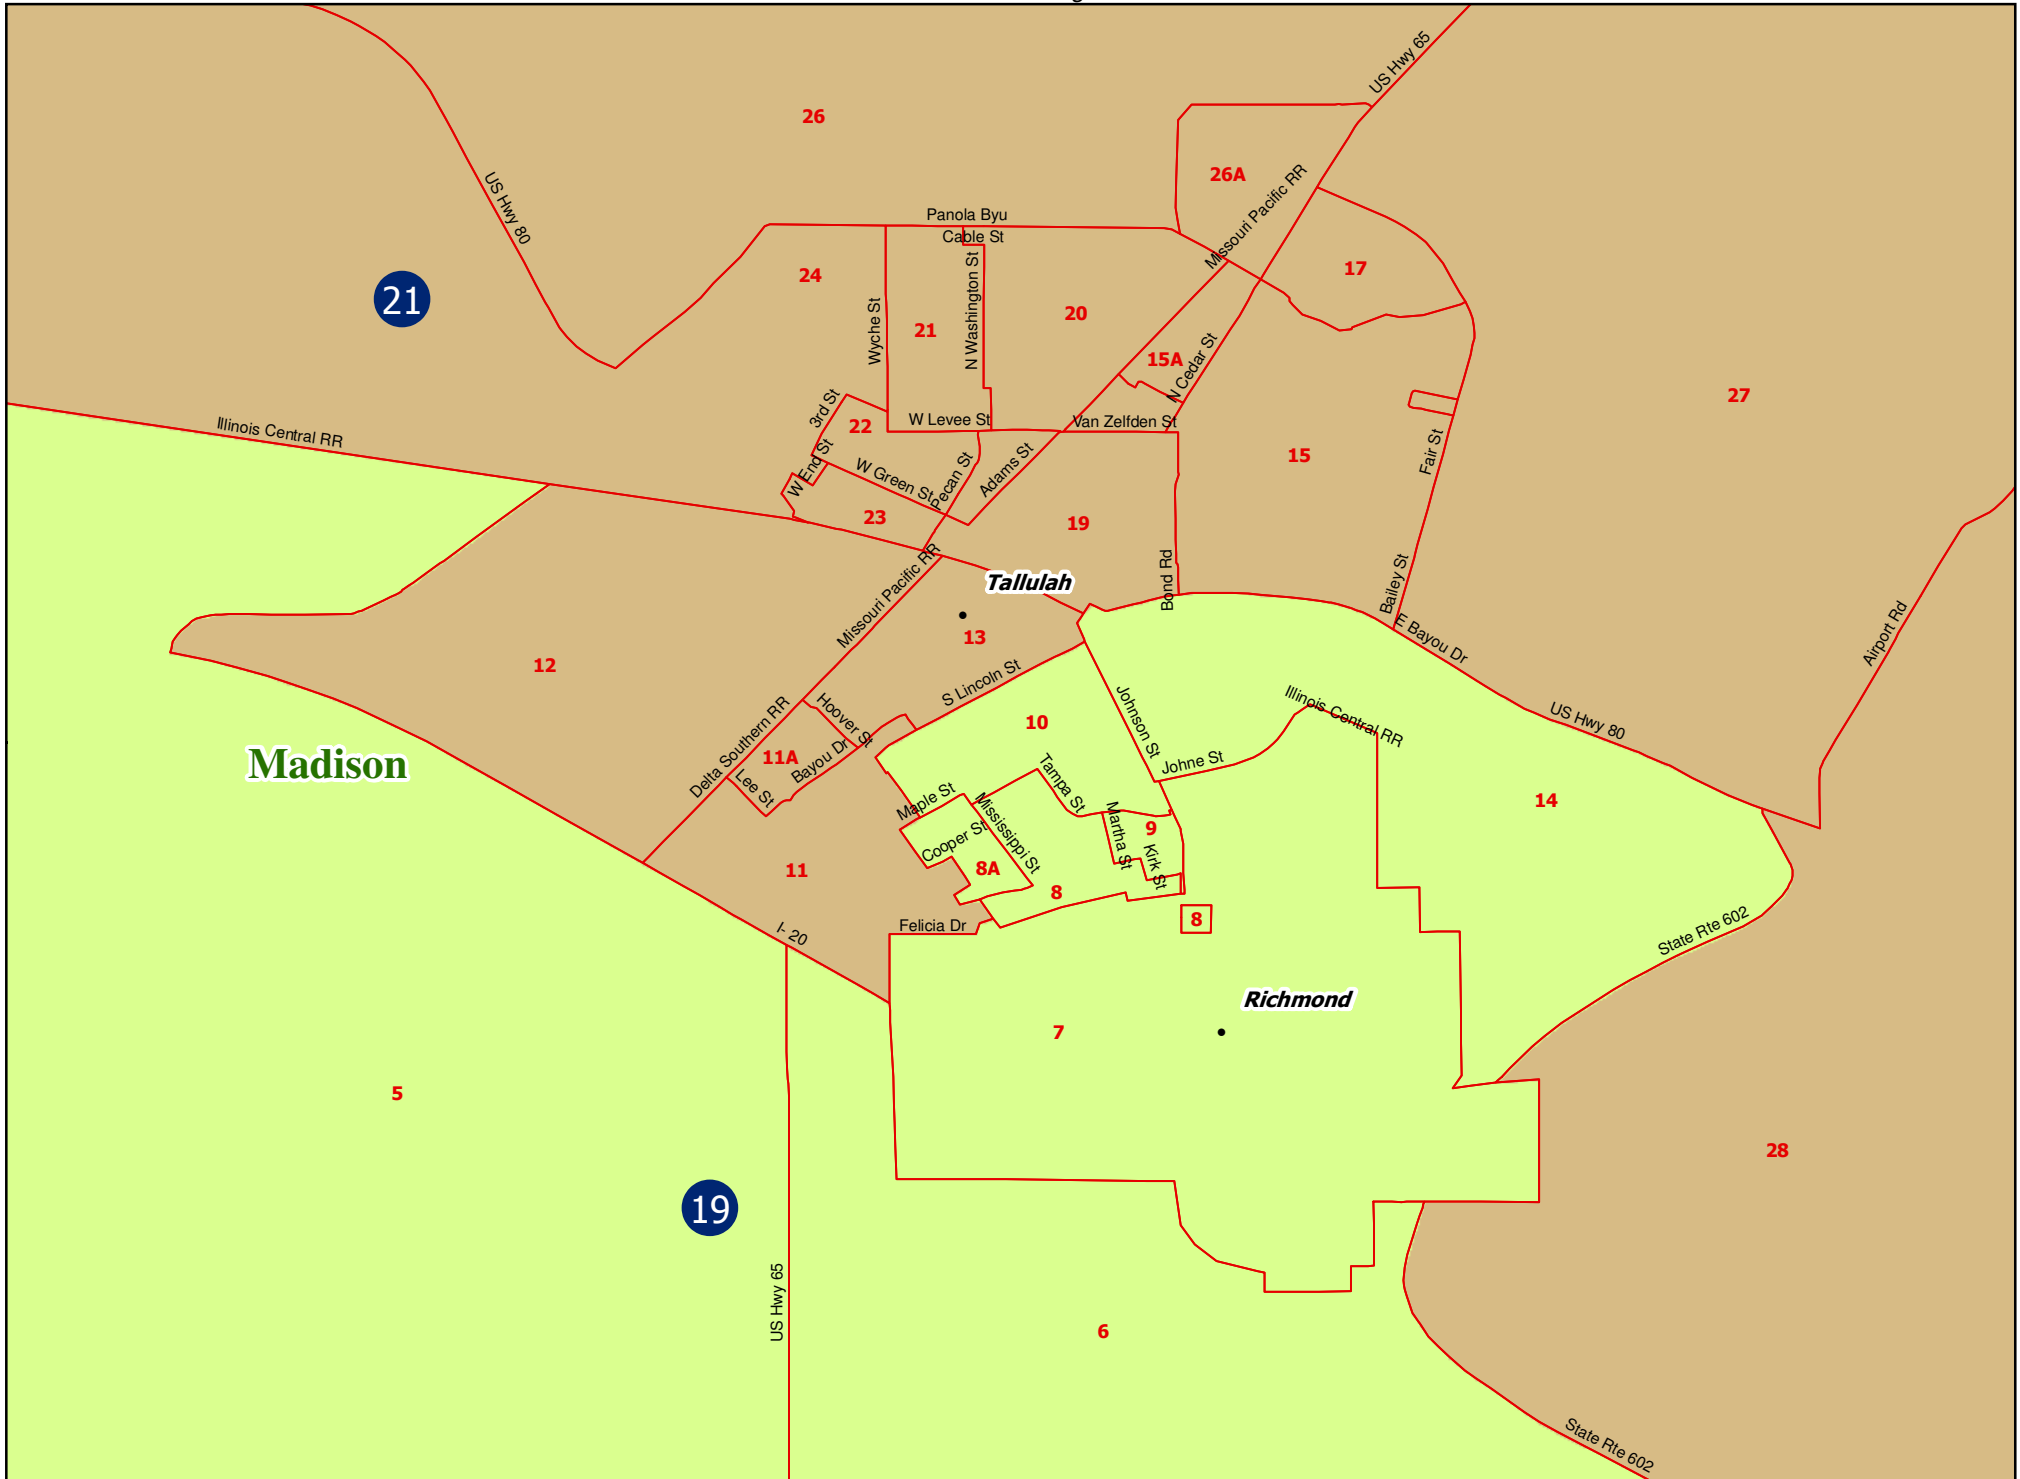 US Hwy 65
26
26A
Missouri Pacific RR
US Hwy 80
Panola Byu
Cable St
24
17
21
N Washington St
Wyche St
21
20
15A
N Cedar St
27
3rd St
W Levee St
Van Zelfden St
22
Illinois Central RR
W End St
W Green St
Pecan St
Adams St
15
Fair St
23
19
Missouri Pacific RR
Tallulah
Bond Rd
Bailey St
E Bayou Dr
Airport Rd
13
12
S Lincoln St
Johnson St
Illinois Central RR
US Hwy 80
10
Hoover St
Delta Southern RR
11A
Bayou Dr
Lee St
Madison
Johne St
Tampa St
14
Maple St
Mississippi St
Martha St
9
Cooper St
Kirk St
8A
11
8
8
Felicia Dr
I- 20
State Rte 602
Richmond
7
5
28
19
US Hwy 65
6
State Rte 602